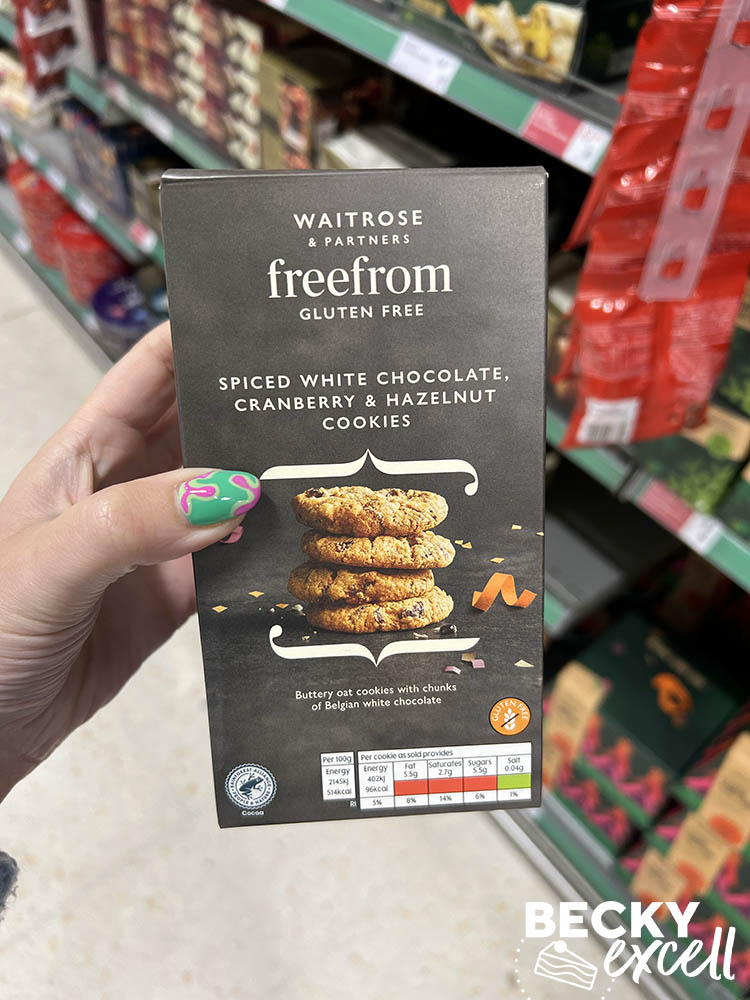 WAITROSE
& PARTNERS
freefrom
GLUTEN FREE
SPICED WHITE CHOCOLATE,
CRANBERRY & HAZELNUT
COOKIES
Buttery oat cookies with chunks
of Belgian white chocolate
GLUTEN FREE
Per 100g
Energy
2145kJ
514kcal
Per cookie as sold provides
Energy Fat Saturates Sugars Salt
402kJ 5.5g 2.7g 5.5g 0.04g
96kcal
RI 5% 8% 14% 6% 1%
Cocoa
BECKY
excell